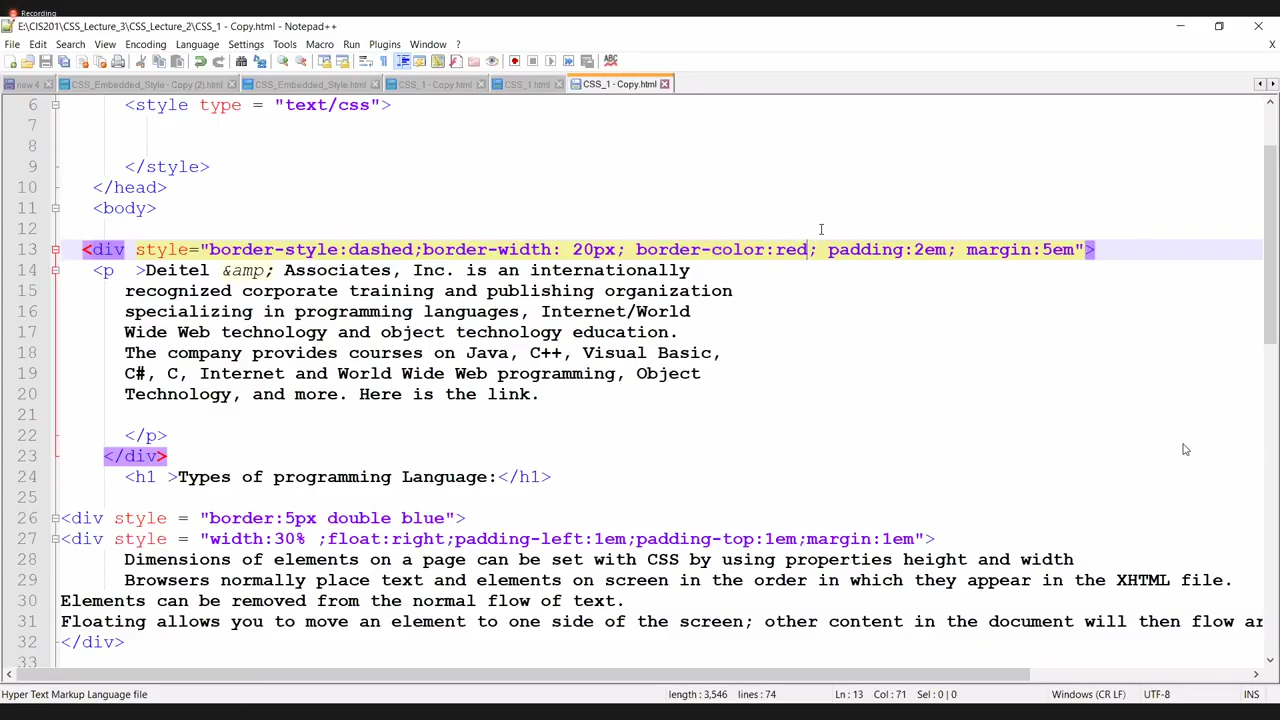 Recording
E:\CIS201\CSS_Lecture_3\CSS_Lecture_2\CSS_1 - Copy.html - Notepad++
File Edit Search View Encoding Language Settings Tools Macro Run Plugins Window ?
X
ABC
new 4 CSS_Embedded_Style - Copy (2).html CSS_Embedded_Style.html CSS_1 - Copy.html CSS_1.html CSS_1 - Copy.html
6 <style type = "text/css">
7
8
9 </style>
10 </head>
11 <body>
12
13 <div style="border-style:dashed;border-width: 20px; border-color:red; padding:2em; margin:5em">
14 <p >Deitel &amp; Associates, Inc. is an internationally
15 recognized corporate training and publishing organization
16 specializing in programming languages, Internet/World
17 Wide Web technology and object technology education.
18 The company provides courses on Java, C++, Visual Basic,
19 C#, C, Internet and World Wide Web programming, Object
20 Technology, and more. Here is the link.
21
22 </p>
23 </div>
24 <h1 >Types of programming Language:</h1>
25
26 <div style = "border:5px double blue">
27 <div style = "width:30% ;float:right;padding-left:1em;padding-top:1em;margin:1em">
28 Dimensions of elements on a page can be set with CSS by using properties height and width
29 Browsers normally place text and elements on screen in the order in which they appear in the XHTML file.
30 Elements can be removed from the normal flow of text.
31 Floating allows you to move an element to one side of the screen; other content in the document will then flow ar
32 </div>
33
Hyper Text Markup Language file length : 3,546 lines : 74 Ln : 13 Col : 71 Sel : 0 | 0 Windows (CR LF) UTF-8 INS